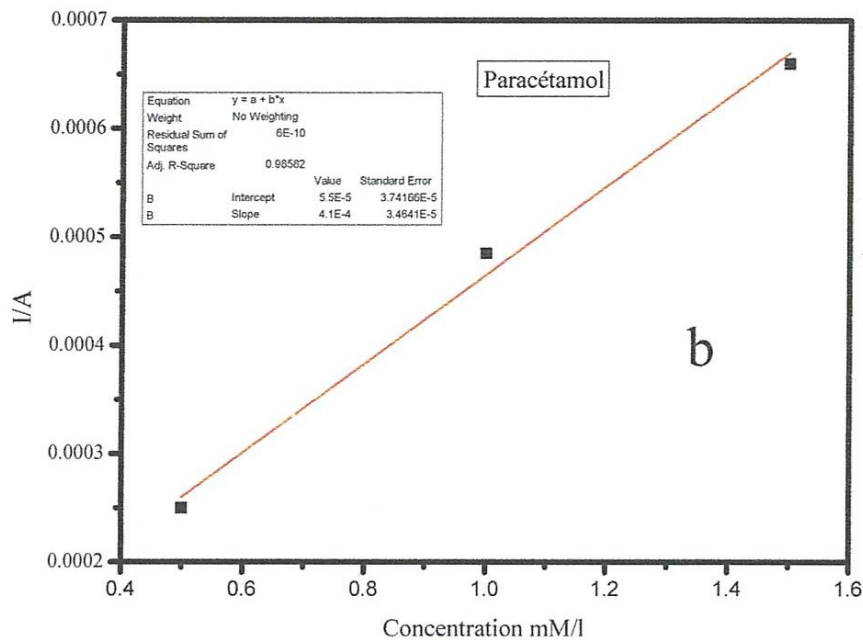 0.0007
0.0006
0.0005
0.0004
0.0003
0.0002
I/A
Paracétamol
Equation y = a + b*x
Weight No Weighting
Residual Sum of Squares 6E-10
Adj. R-Square 0.98582
Value Standard Error
B Intercept 5.5E-5 3.74166E-5
B Slope 4.1E-4 3.4641E-5
b
0.4 0.6 0.8 1.0 1.2 1.4 1.6
Concentration mM/l